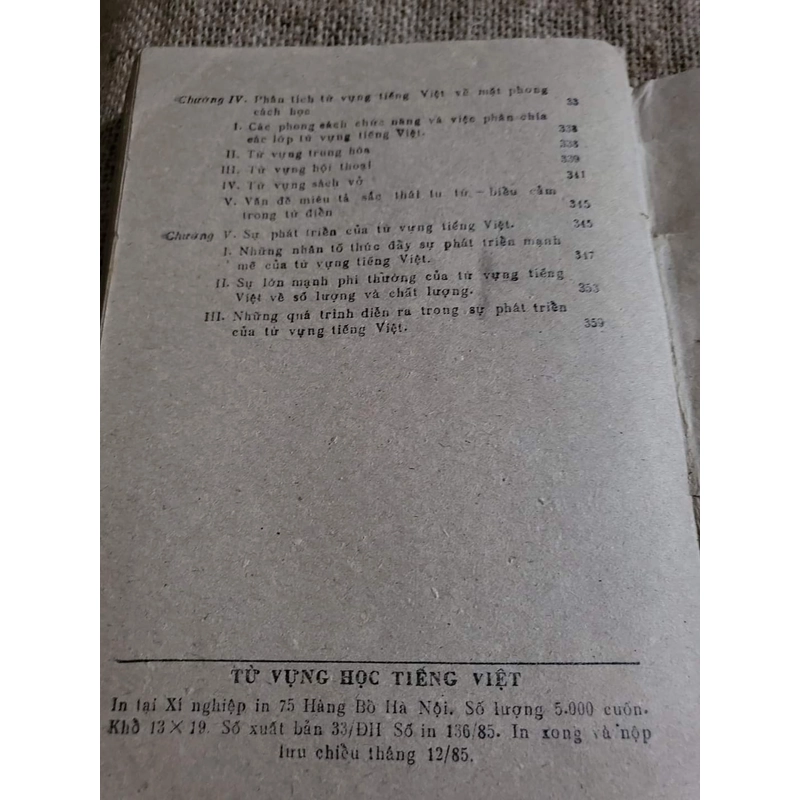 Chương IV. Phân tích từ vựng tiếng Việt về mặt phong
cách học 33
I. Các phong cách chức năng và việc phân chia
các lớp từ vựng tiếng Việt. 338
II. Từ vựng trung hòa 338
III. Từ vựng hội thoại 339
IV. Từ vựng sách vở 341
V. Vấn đề miêu tả sắc thái tu từ - biểu cảm
trong từ điển 345
Chương V. Sự phát triển của từ vựng tiếng Việt. 345
I. Những nhân tố thúc đẩy sự phát triển mạnh
mẽ của từ vựng tiếng Việt. 347
II. Sự lớn mạnh phi thường của từ vựng tiếng
Việt về số lượng và chất lượng. 353
III. Những quá trình diễn ra trong sự phát triển
của từ vựng tiếng Việt. 359
TỪ VỰNG HỌC TIẾNG VIỆT
In tại Xí nghiệp in 75 Hàng Bồ Hà Nội. Số lượng 5.000 cuốn.
Khổ 13 × 19. Số xuất bản 33/ĐH Số in 136/85. In xong và nộp
lưu chiểu tháng 12/85.